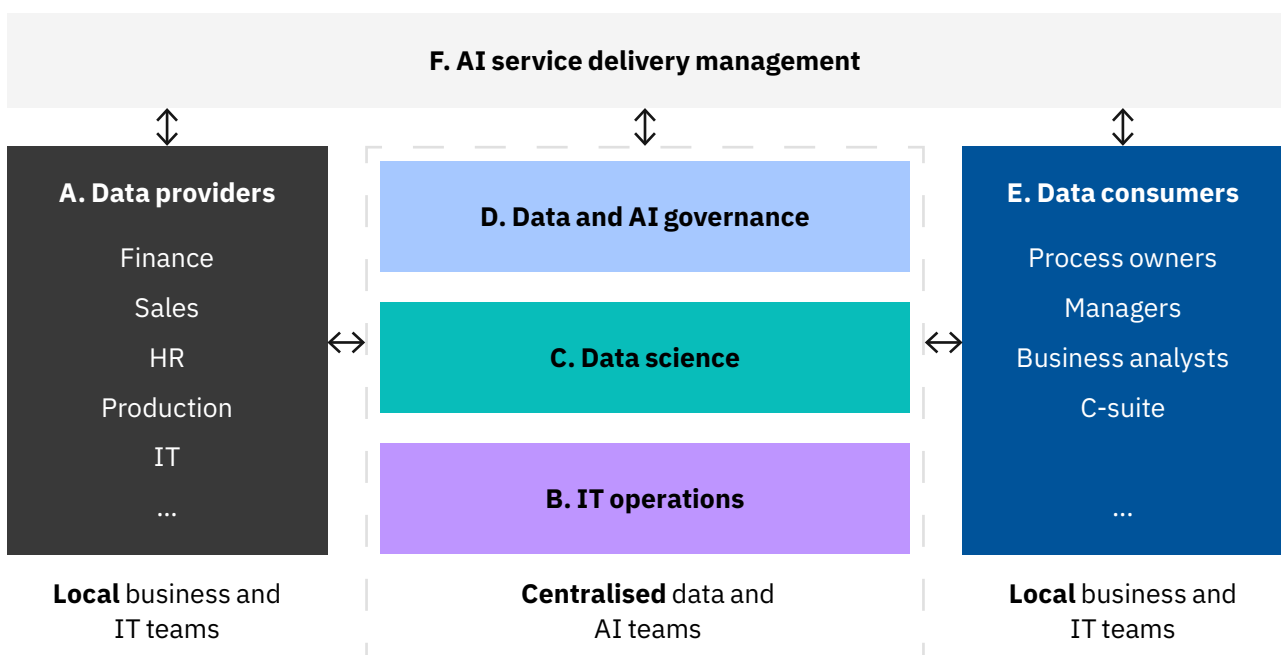 F. AI service delivery management
A. Data providers
Finance
Sales
HR
Production
IT
...
Local business and
IT teams
D. Data and AI governance
C. Data science
B. IT operations
Centralised data and
AI teams
E. Data consumers
Process owners
Managers
Business analysts
C-suite
...
Local business and
IT teams